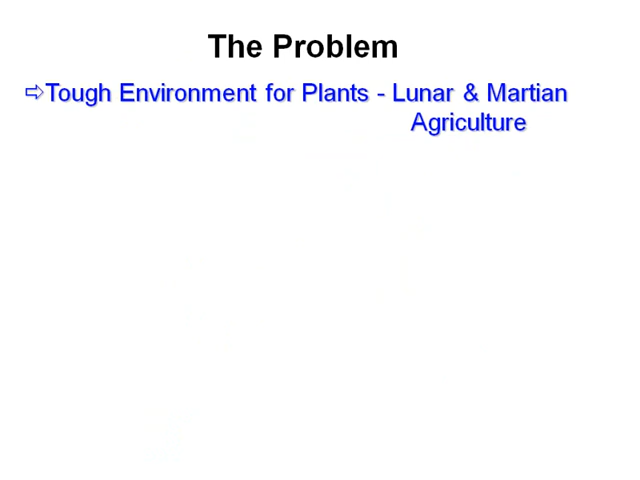 The Problem
⇨Tough Environment for Plants - Lunar & Martian
Agriculture